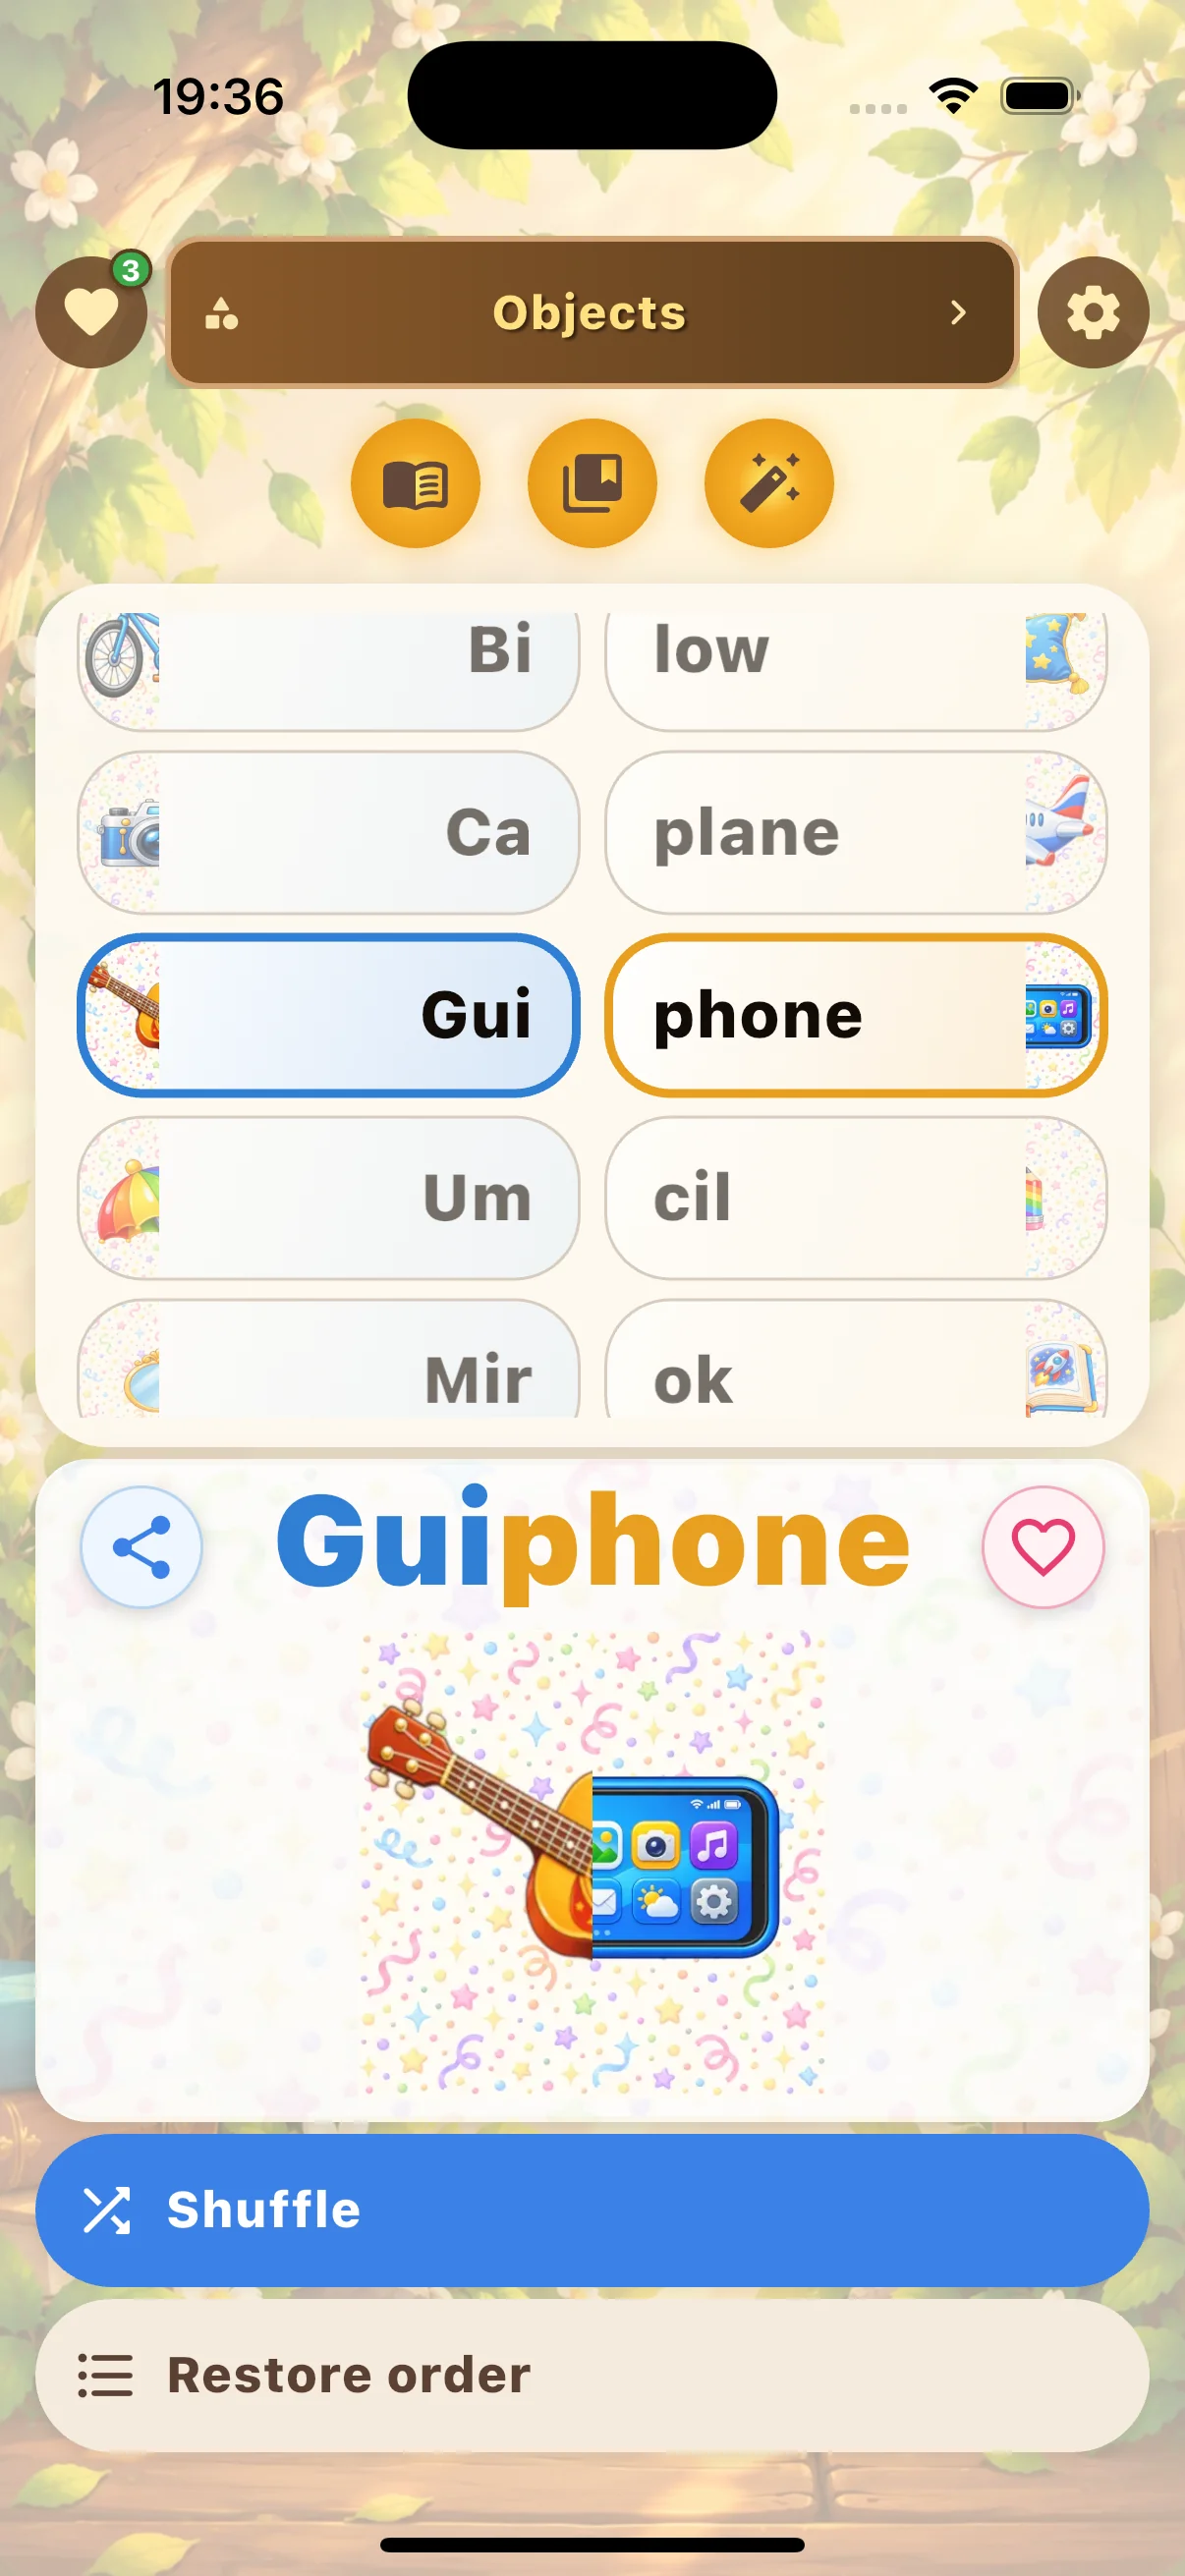 19:36
3
Objects
Bi low
Ca plane
Gui phone
Um cil
Mir ok
Guiphone
Shuffle
Restore order